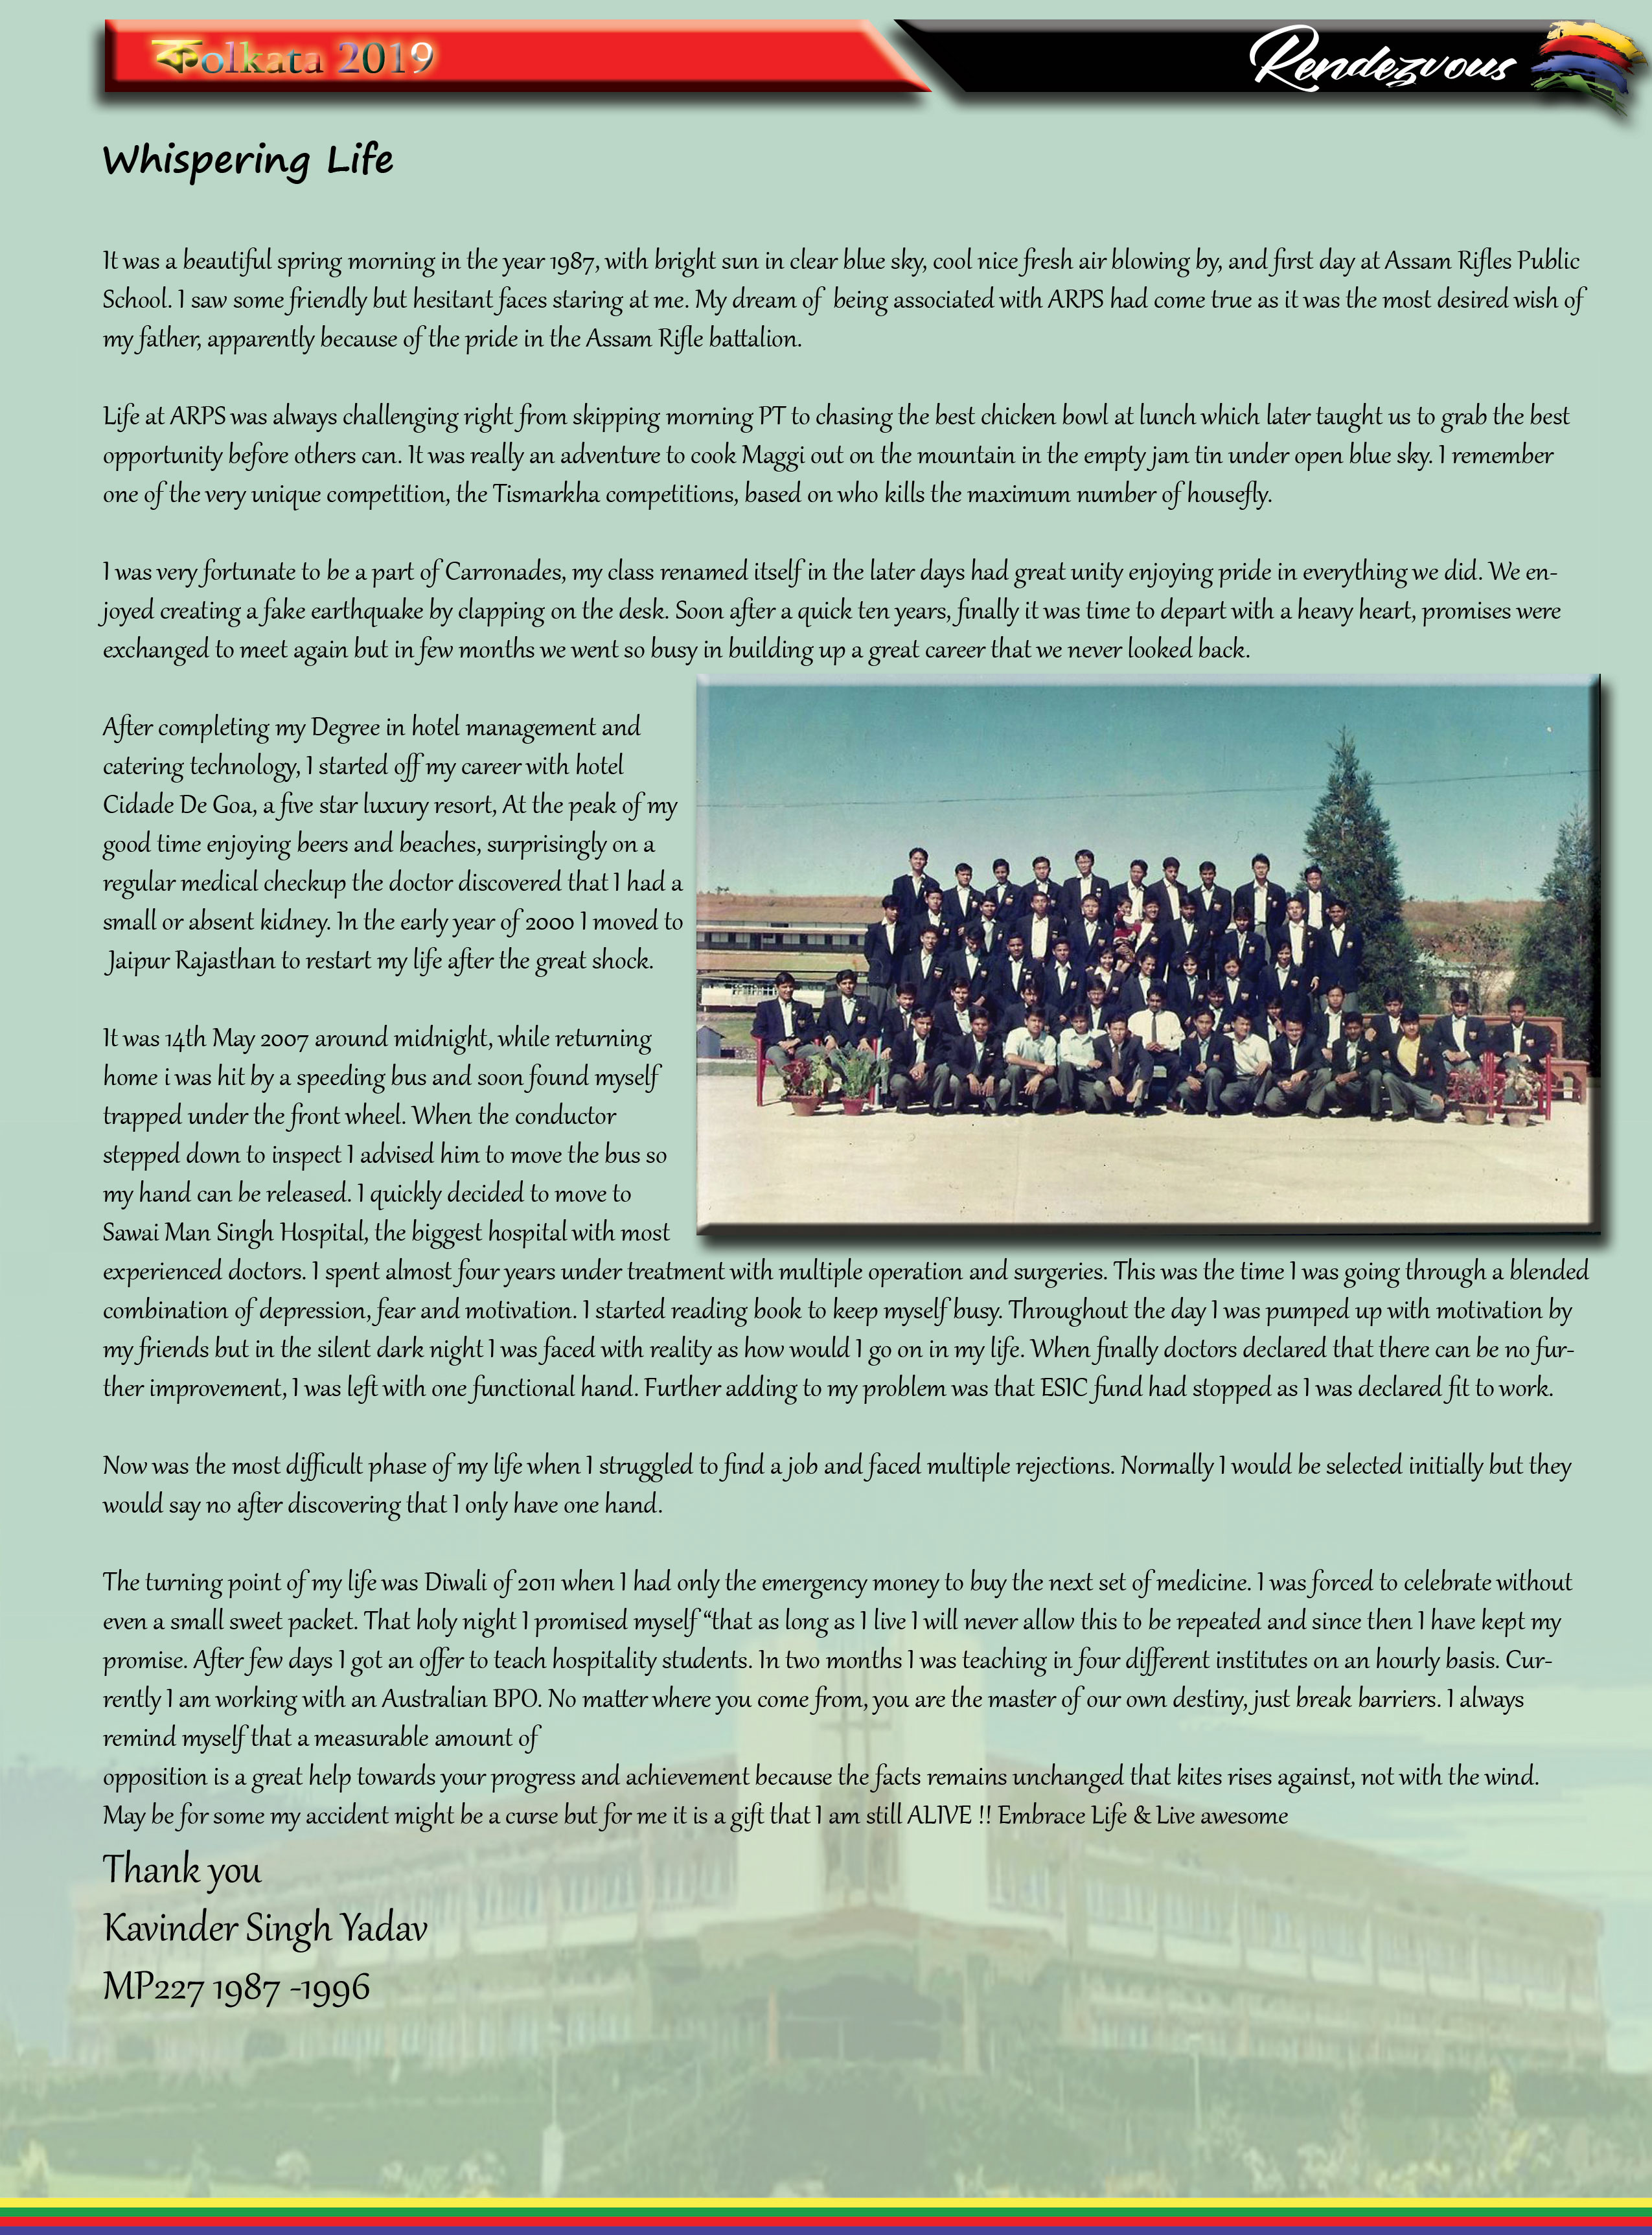 কolkata 2019
Rendezvous
Whispering Life
It was a beautiful spring morning in the year 1987, with bright sun in clear blue sky, cool nice fresh air blowing by, and first day at Assam Rifles Public
School. I saw some friendly but hesitant faces staring at me. My dream of being associated with ARPS had come true as it was the most desired wish of
my father, apparently because of the pride in the Assam Rifle battalion.
Life at ARPS was always challenging right from skipping morning PT to chasing the best chicken bowl at lunch which later taught us to grab the best
opportunity before others can. It was really an adventure to cook Maggi out on the mountain in the empty jam tin under open blue sky. I remember
one of the very unique competition, the Tismarkha competitions, based on who kills the maximum number of housefly.
I was very fortunate to be a part of Carronades, my class renamed itself in the later days had great unity enjoying pride in everything we did. We en-
joyed creating a fake earthquake by clapping on the desk. Soon after a quick ten years, finally it was time to depart with a heavy heart, promises were
exchanged to meet again but in few months we went so busy in building up a great career that we never looked back.
After completing my Degree in hotel management and
catering technology, I started off my career with hotel
Cidade De Goa, a five star luxury resort, At the peak of my
good time enjoying beers and beaches, surprisingly on a
regular medical checkup the doctor discovered that I had a
small or absent kidney. In the early year of 2000 I moved to
Jaipur Rajasthan to restart my life after the great shock.
It was 14th May 2007 around midnight, while returning
home i was hit by a speeding bus and soon found myself
trapped under the front wheel. When the conductor
stepped down to inspect I advised him to move the bus so
my hand can be released. I quickly decided to move to
Sawai Man Singh Hospital, the biggest hospital with most
experienced doctors. I spent almost four years under treatment with multiple operation and surgeries. This was the time I was going through a blended
combination of depression, fear and motivation. I started reading book to keep myself busy. Throughout the day I was pumped up with motivation by
my friends but in the silent dark night I was faced with reality as how would I go on in my life. When finally doctors declared that there can be no fur-
ther improvement, I was left with one functional hand. Further adding to my problem was that ESIC fund had stopped as I was declared fit to work.
Now was the most difficult phase of my life when I struggled to find a job and faced multiple rejections. Normally I would be selected initially but they
would say no after discovering that I only have one hand.
The turning point of my life was Diwali of 2011 when I had only the emergency money to buy the next set of medicine. I was forced to celebrate without
even a small sweet packet. That holy night I promised myself “that as long as I live I will never allow this to be repeated and since then I have kept my
promise. After few days I got an offer to teach hospitality students. In two months I was teaching in four different institutes on an hourly basis. Cur-
rently I am working with an Australian BPO. No matter where you come from, you are the master of our own destiny, just break barriers. I always
remind myself that a measurable amount of
opposition is a great help towards your progress and achievement because the facts remains unchanged that kites rises against, not with the wind.
May be for some my accident might be a curse but for me it is a gift that I am still ALIVE !! Embrace Life & Live awesome
Thank you
Kavinder Singh Yadav
MP227 1987 -1996